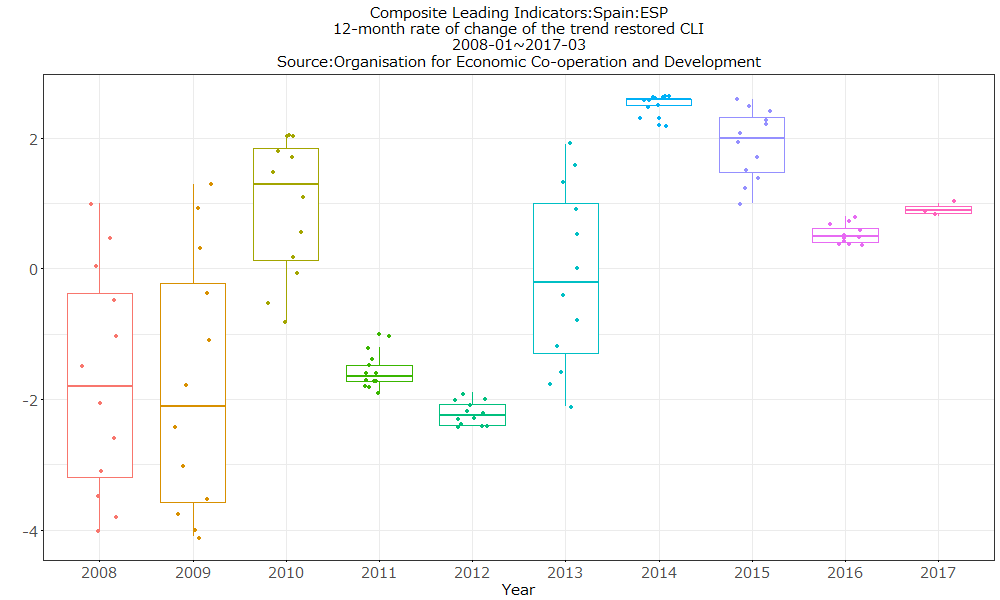 Composite Leading Indicators:Spain:ESP
12-month rate of change of the trend restored CLI
2008-01~2017-03
Source:Organisation for Economic Co-operation and Development
2
0
-2
-4
2008 2009 2010 2011 2012 2013 2014 2015 2016 2017
Year